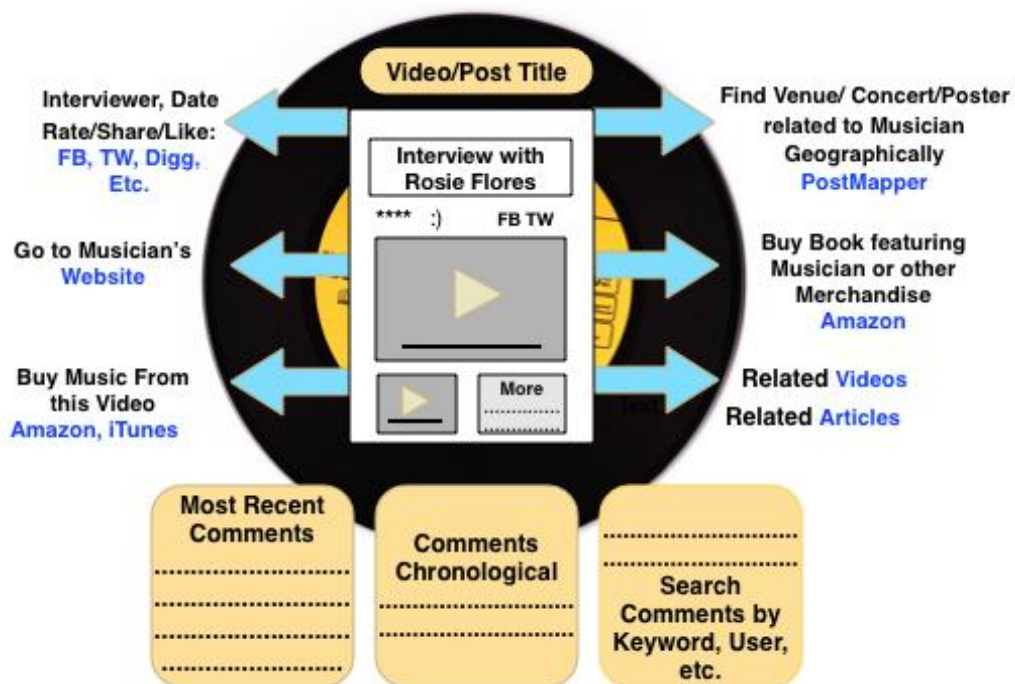 Video/Post Title
Interviewer, Date
Rate/Share/Like:
FB, TW, Digg,
Etc.
Go to Musician's
Website
Buy Music From
this Video
Amazon, iTunes
Interview with
Rosie Flores
**** :) FB TW
More
Find Venue/ Concert/Poster
related to Musician
Geographically
PostMapper
Buy Book featuring
Musician or other
Merchandise
Amazon
Related Videos
Related Articles
Most Recent
Comments
Comments
Chronological
Search
Comments by
Keyword, User,
etc.